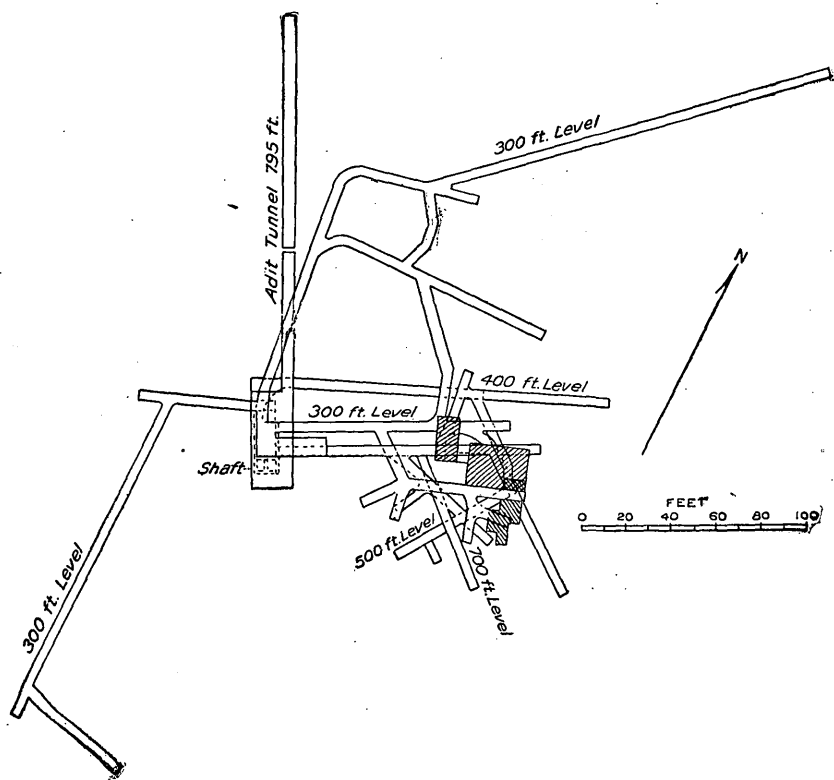 Adit Tunnel 795 ft.
300 ft. Level
N
400 ft. Level
300 ft. Level
Shaft
500 ft. Level
700 ft. Level
FEET
0 20 40 60 80 100
300 ft. Level